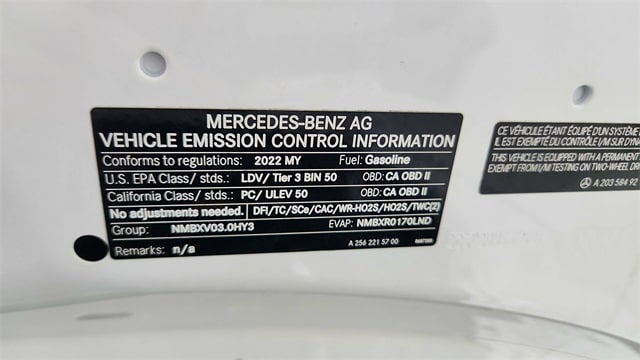 MERCEDES-BENZ AG
VEHICLE EMISSION CONTROL INFORMATION
Conforms to regulations: 2022 MY Fuel: Gasoline
U.S. EPA Class/ stds.: LDV/ Tier 3 BIN 50 OBD: CA OBD II
California Class/ stds.: PC/ ULEV 50 OBD: CA OBD II
No adjustments needed. DFI/TC/SCe/CAC/WR-HO2S/HO2S/TWC(2)
Group: NMBXV03.0HY3 EVAP: NMBXR0170LND
Remarks: n/a A 256 221 57 00
CE VÉHICULE ÉTANT ÉQUIPÉ D'UN SYSTÈME
IL EST EXEMPTÉ DU CONTRÔLE I/M SUR
THIS VEHICLE IS EQUIPPED WITH A PERMANENT
EXEMPT FROM I/M TESTING ON TWO-WHEEL
A 203 584 92